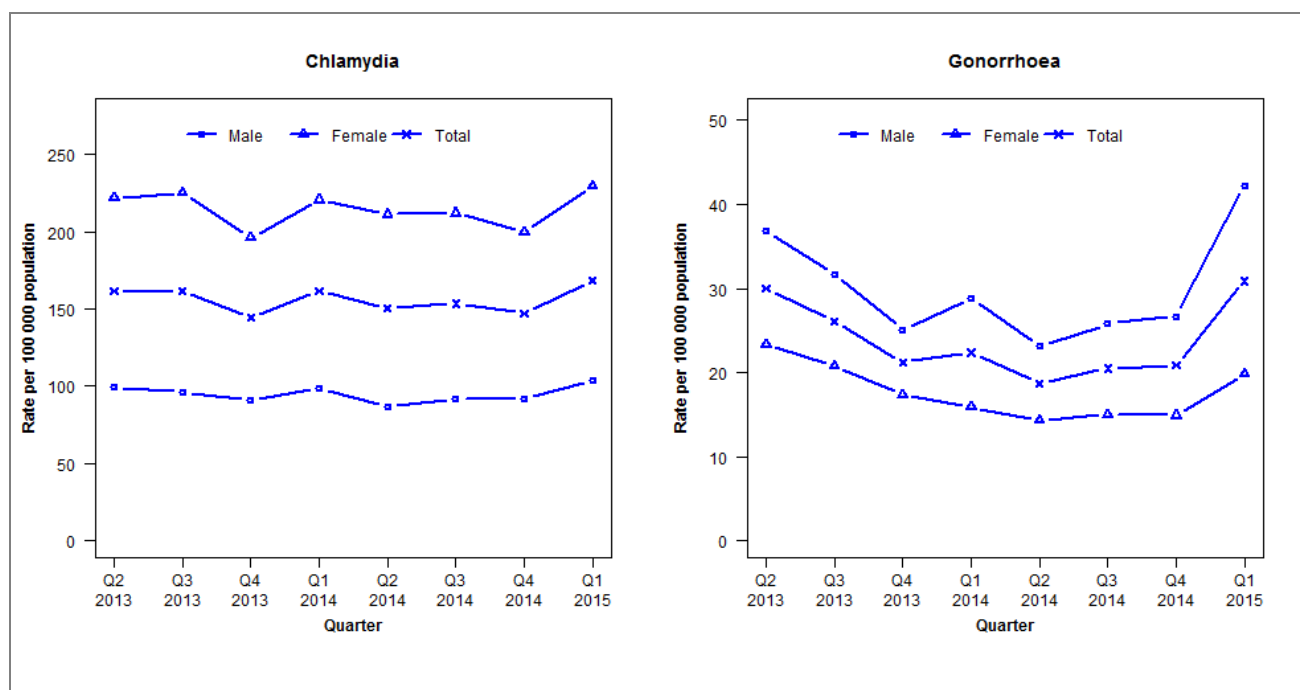 Chlamydia
Male Female Total
250
200
150
100
50
0
Rate per 100 000 population
Q2 Q3 Q4 Q1 Q2 Q3 Q4 Q1
2013 2013 2013 2014 2014 2014 2014 2015
Quarter
Gonorrhoea
Male Female Total
50
40
30
20
10
0
Rate per 100 000 population
Q2 Q3 Q4 Q1 Q2 Q3 Q4 Q1
2013 2013 2013 2014 2014 2014 2014 2015
Quarter